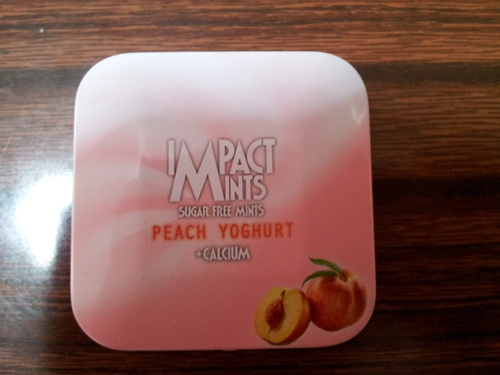 IMPACT
MINTS
SUGAR FREE MINTS
PEACH YOGHURT
+CALCIUM